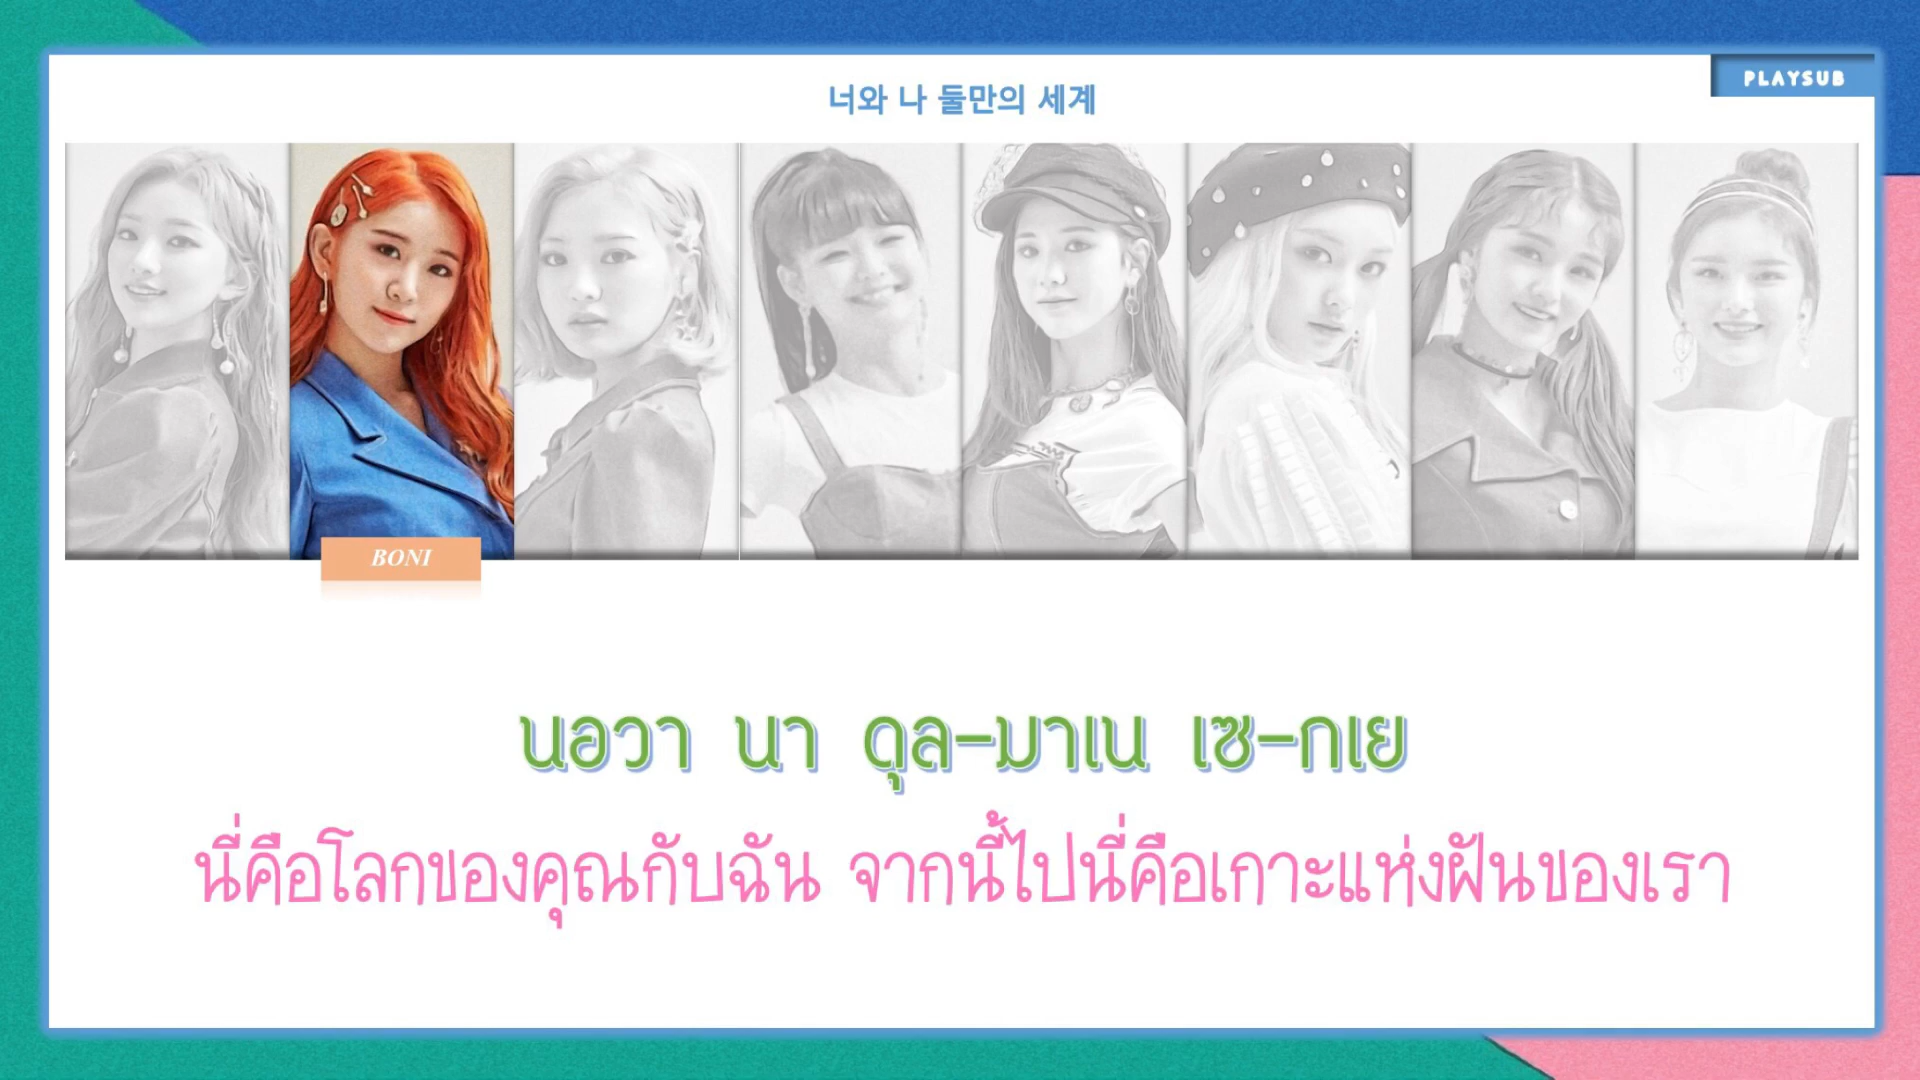 PLAYSUB
너와 나 둘만의 세계
BONI
นอวา นา ดุล-มาเน เซ-กเย
นี่คือโลกของคุณกับฉัน จากนี้ไปนี่คือเกาะแห่งฝันของเรา